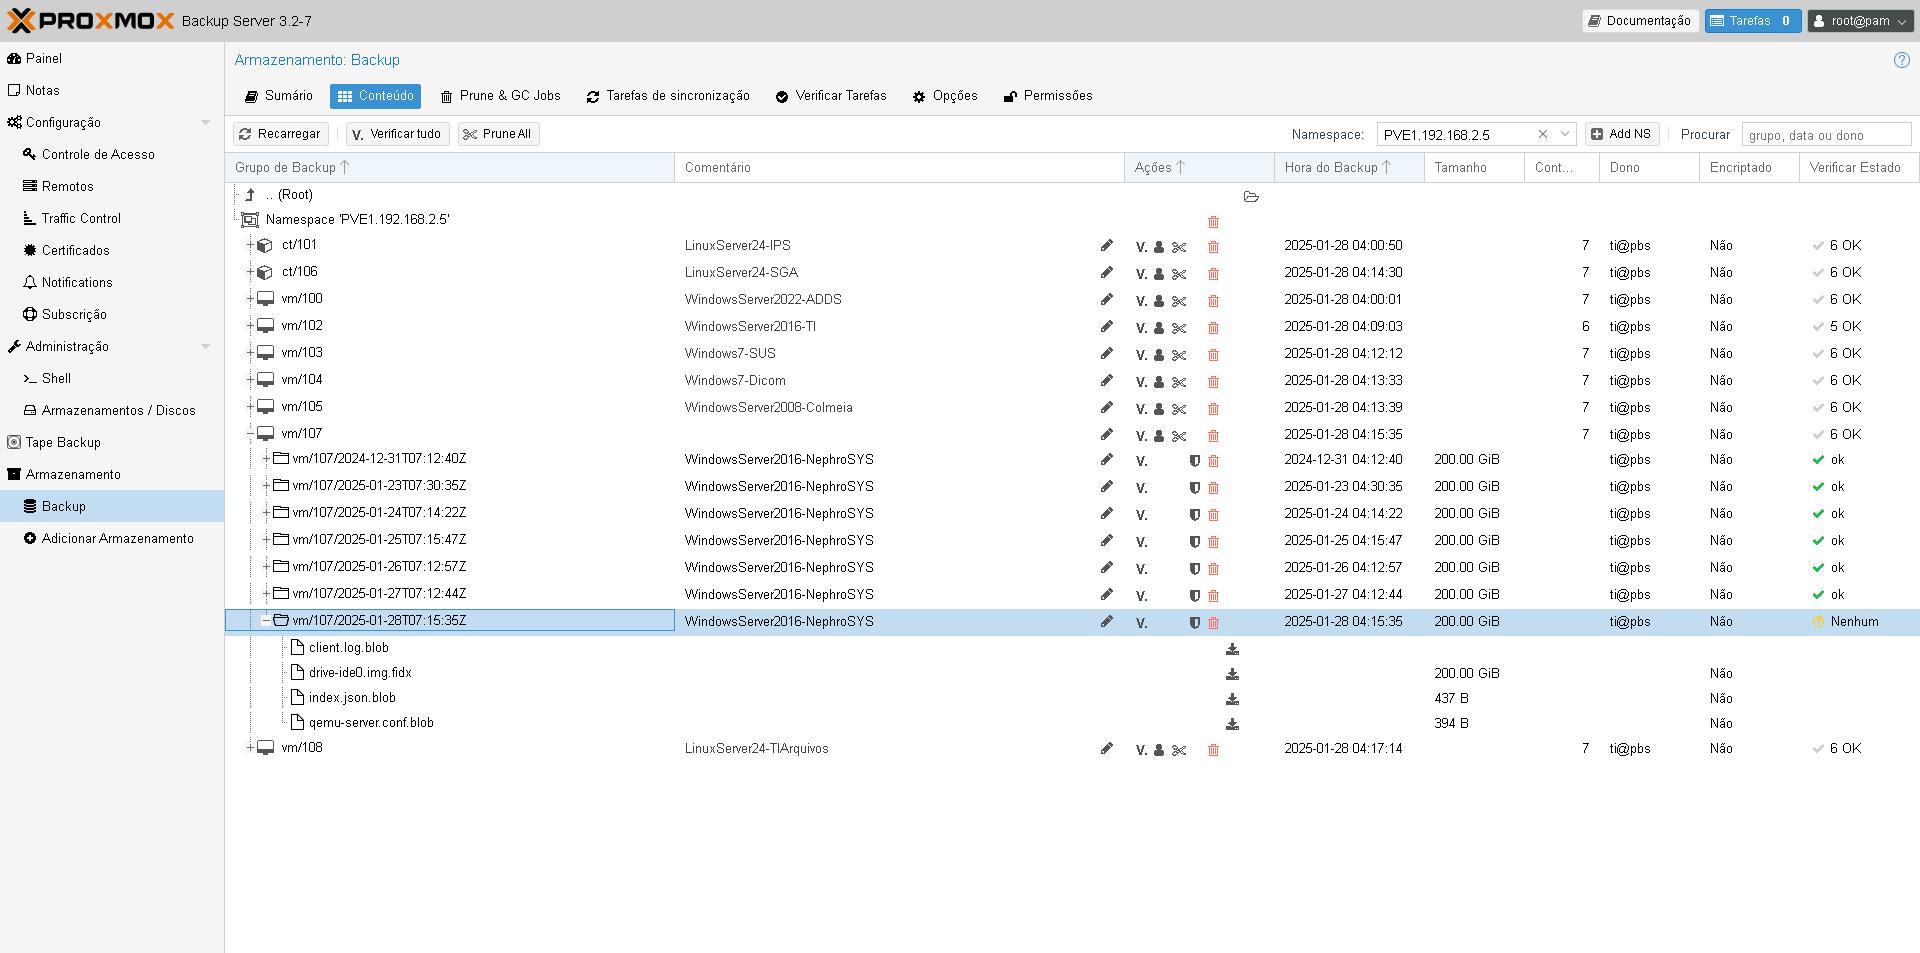 PROXMOX Backup Server 3.2-7 Documentação Tarefas 0 root@pam
Painel
Notas
Configuração
Controle de Acesso
Remotos
Traffic Control
Certificados
Notifications
Subscrição
Administração
Shell
Armazenamentos / Discos
Tape Backup
Armazenamento
Backup
Adicionar Armazenamento
Armazenamento: Backup
Sumário Conteúdo Prune & GC Jobs Tarefas de sincronização Verificar Tarefas Opções Permissões
Recarregar V. Verificar tudo Prune All Namespace: PVE1.192.168.2.5 Add NS Procurar grupo, data ou dono
Grupo de Backup Comentário Ações Hora do Backup Tamanho Cont... Dono Encriptado Verificar Estado
.. (Root)
Namespace 'PVE1.192.168.2.5'
ct/101 LinuxServer24-IPS V. 2025-01-28 04:00:50 7 ti@pbs Não 6 OK
ct/106 LinuxServer24-SGA V. 2025-01-28 04:14:30 7 ti@pbs Não 6 OK
vm/100 WindowsServer2022-ADDS V. 2025-01-28 04:00:01 7 ti@pbs Não 6 OK
vm/102 WindowsServer2016-TI V. 2025-01-28 04:09:03 6 ti@pbs Não 5 OK
vm/103 Windows7-SUS V. 2025-01-28 04:12:12 7 ti@pbs Não 6 OK
vm/104 Windows7-Dicom V. 2025-01-28 04:13:33 7 ti@pbs Não 6 OK
vm/105 WindowsServer2008-Colmeia V. 2025-01-28 04:13:39 7 ti@pbs Não 6 OK
vm/107 V. 2025-01-28 04:15:35 7 ti@pbs Não 6 OK
vm/107/2024-12-31T07:12:40Z WindowsServer2016-NephroSYS V. 2024-12-31 04:12:40 200.00 GiB ti@pbs Não ok
vm/107/2025-01-23T07:30:35Z WindowsServer2016-NephroSYS V. 2025-01-23 04:30:35 200.00 GiB ti@pbs Não ok
vm/107/2025-01-24T07:14:22Z WindowsServer2016-NephroSYS V. 2025-01-24 04:14:22 200.00 GiB ti@pbs Não ok
vm/107/2025-01-25T07:15:47Z WindowsServer2016-NephroSYS V. 2025-01-25 04:15:47 200.00 GiB ti@pbs Não ok
vm/107/2025-01-26T07:12:57Z WindowsServer2016-NephroSYS V. 2025-01-26 04:12:57 200.00 GiB ti@pbs Não ok
vm/107/2025-01-27T07:12:44Z WindowsServer2016-NephroSYS V. 2025-01-27 04:12:44 200.00 GiB ti@pbs Não ok
vm/107/2025-01-28T07:15:35Z WindowsServer2016-NephroSYS V. 2025-01-28 04:15:35 200.00 GiB ti@pbs Não Nenhum
client.log.blob
drive-ide0.img.fidx 200.00 GiB Não
index.json.blob 437 B Não
qemu-server.conf.blob 394 B Não
vm/108 LinuxServer24-TIArquivos V. 2025-01-28 04:17:14 7 ti@pbs Não 6 OK